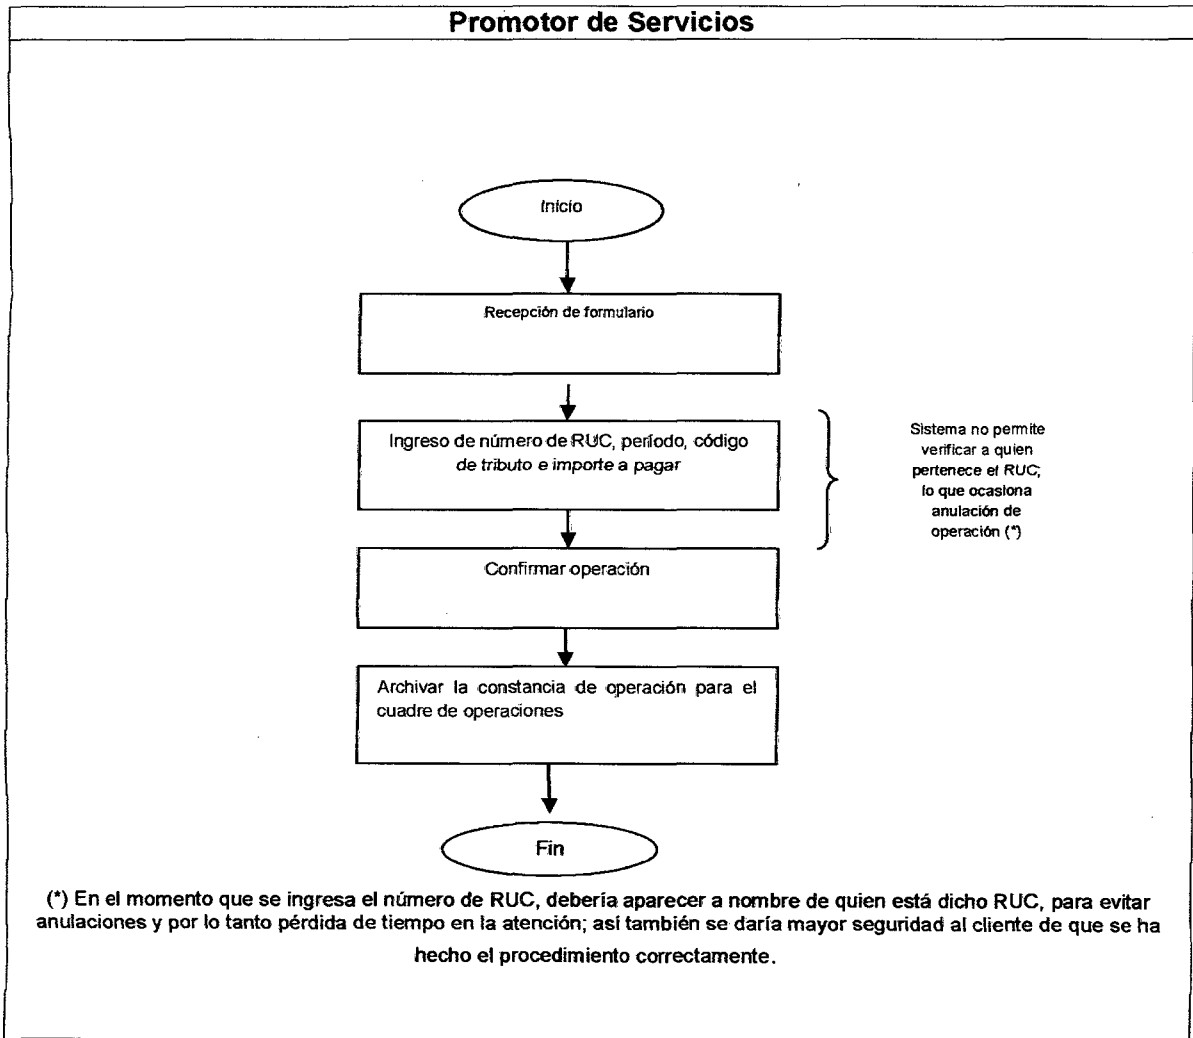 Promotor de Servicios
Inicio
Recepción de formulario
Ingreso de número de RUC, período, código
de tributo e importe a pagar
Sistema no permite
verificar a quien
pertenece el RUC;
lo que ocasiona
anulación de
operación (*)
Confirmar operación
Archivar la constancia de operación para el
cuadre de operaciones
Fin
(*) En el momento que se ingresa el número de RUC, debería aparecer a nombre de quien está dicho RUC, para evitar
anulaciones y por lo tanto pérdida de tiempo en la atención; así también se daría mayor seguridad al cliente de que se ha
hecho el procedimiento correctamente.